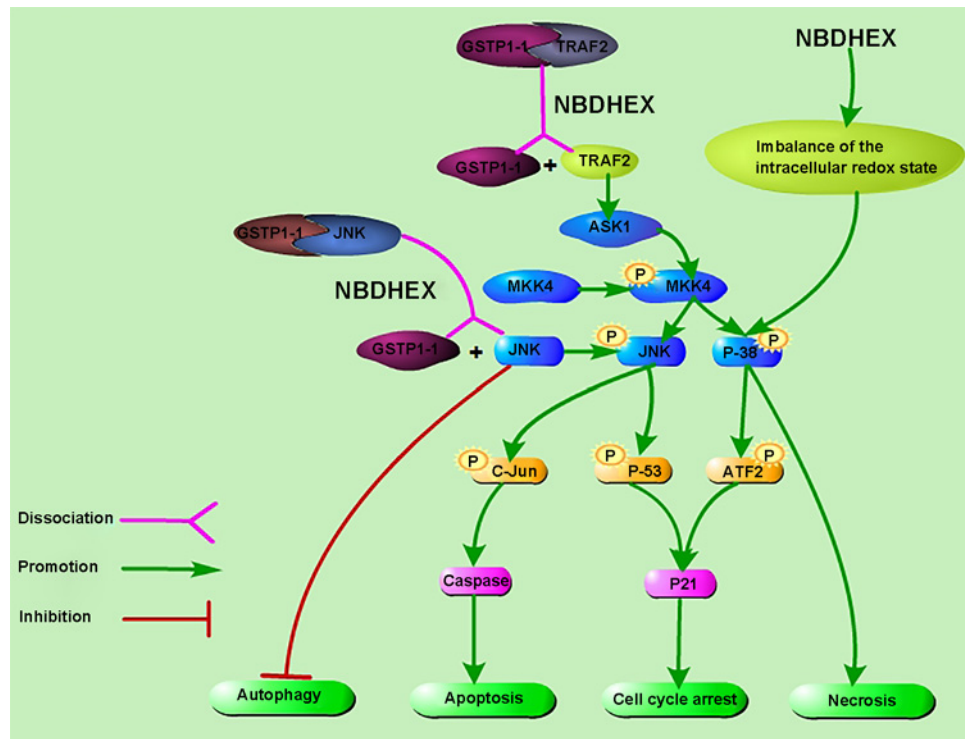 GSTP1-1 TRAF2
NBDHEX
NBDHEX
GSTP1-1 + TRAF2
Imbalance of the
intracellular redox state
ASK1
GSTP1-1 JNK
NBDHEX
MKK4
P MKK4
GSTP1-1 + JNK
P JNK
P-38 P
P C-Jun
P P-53
ATF2 P
Dissociation
Promotion
Inhibition
Caspase
P21
Autophagy
Apoptosis
Cell cycle arrest
Necrosis